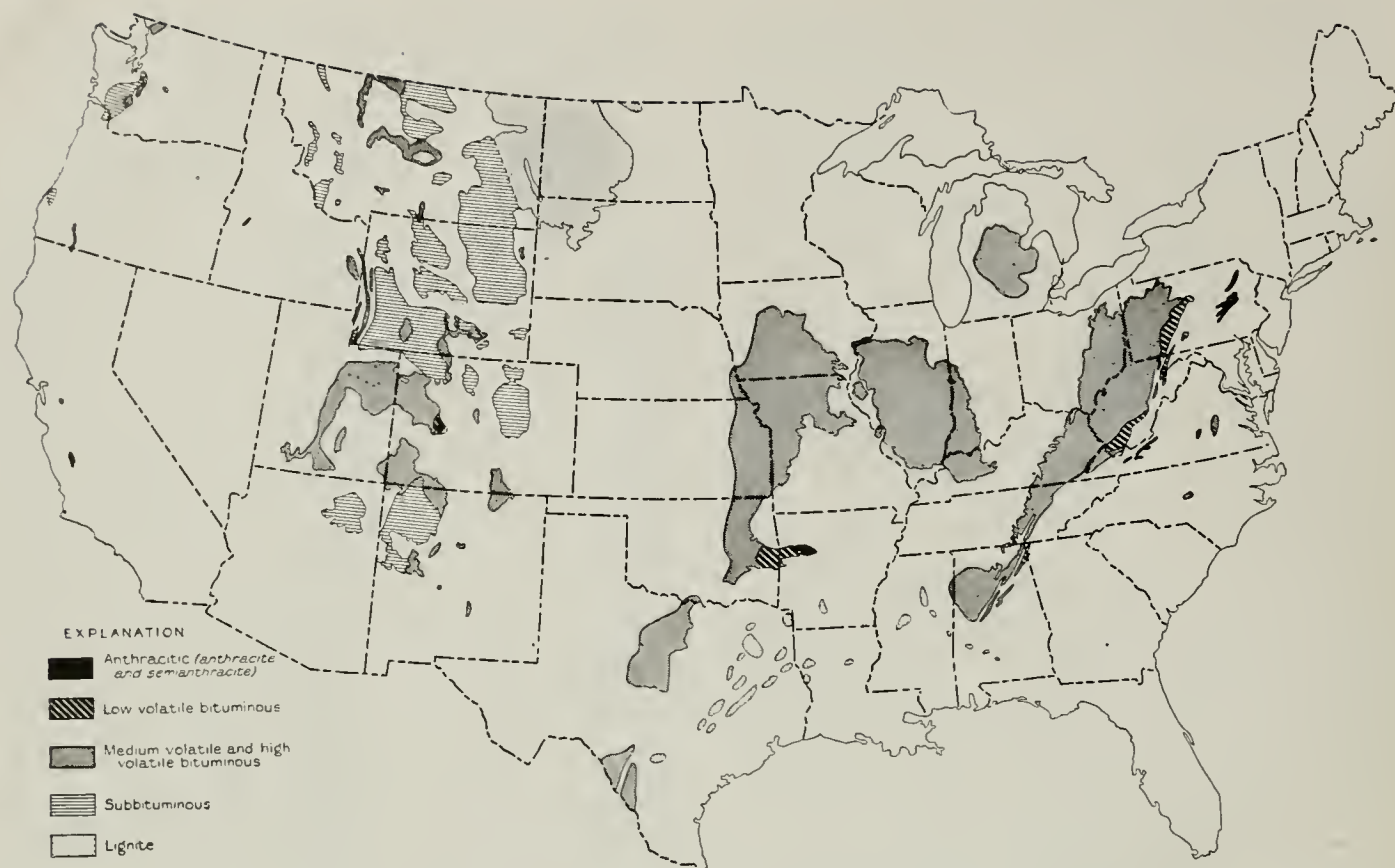 EXPLANATION
Anthracitic (anthracite
and semianthracite)
Low volatile bituminous
Medium volatile and high
volatile bituminous
Subbituminous
Lignite